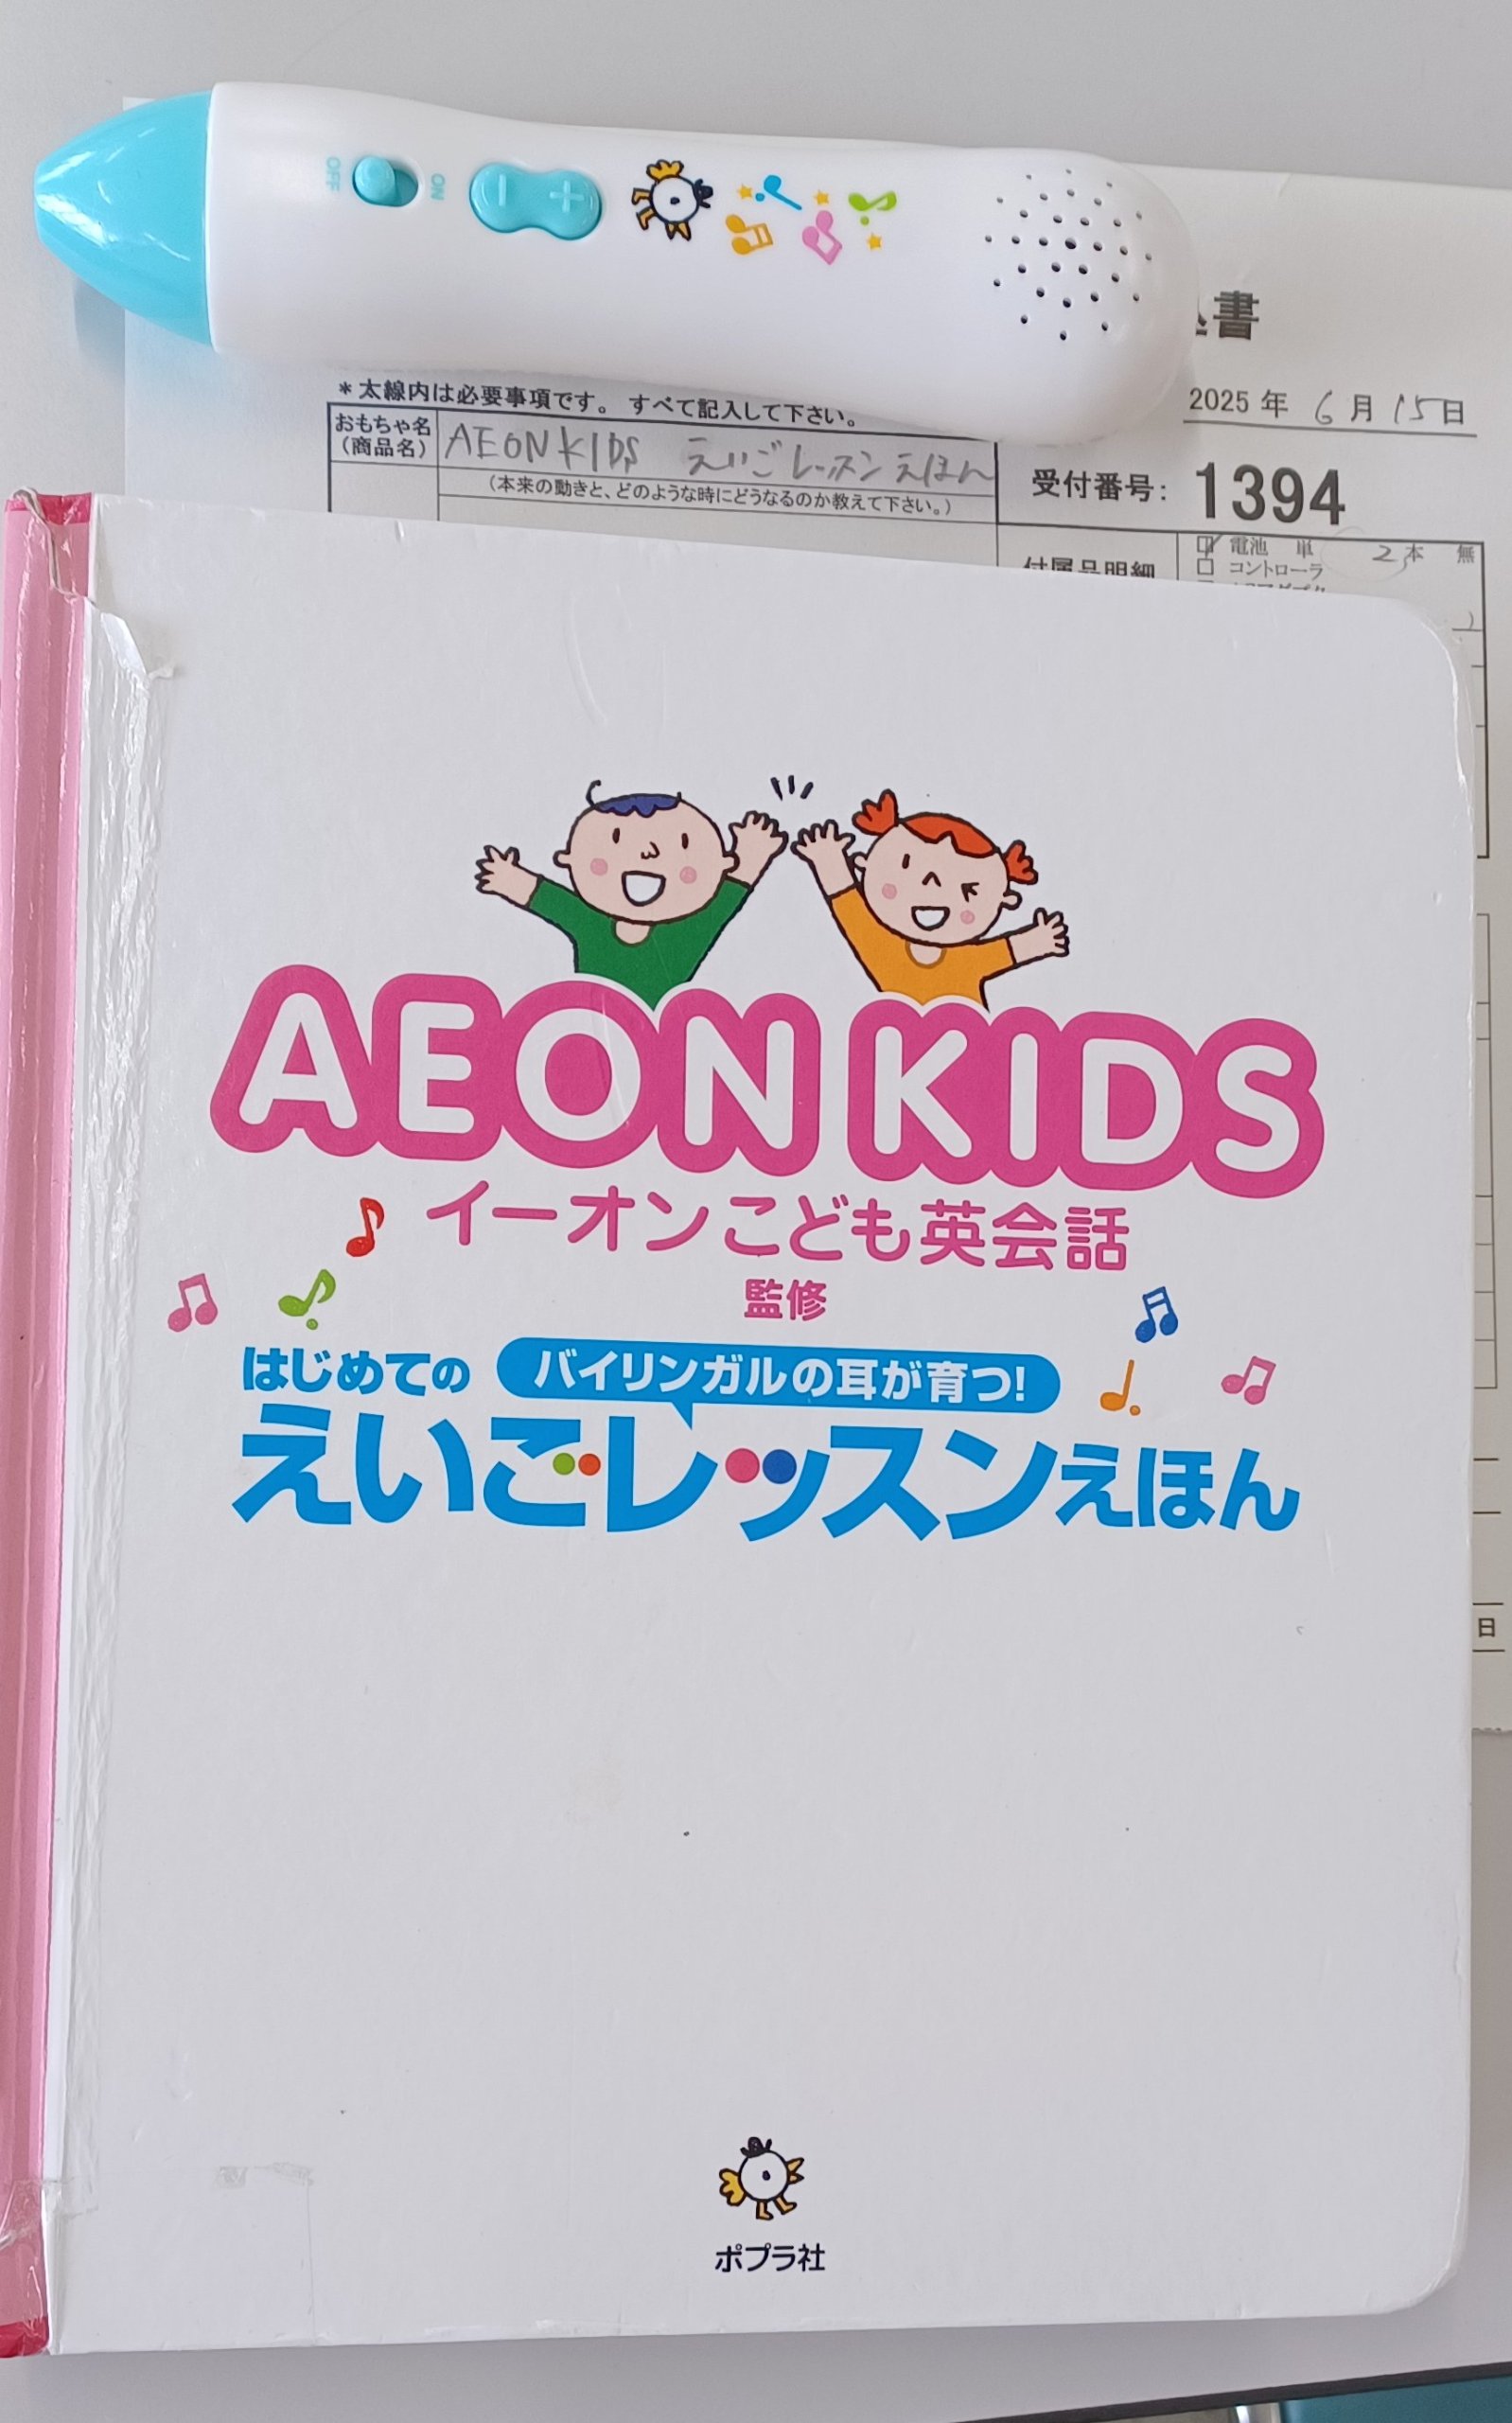 OFF ON − +
書
＊太線内は必要事項です。 すべて記入して下さい。
2025 年 6 月 15 日
おもちゃ名
(商品名)
AEON KIDS えいごレッスンえほん
(本来の動きと、どのような時にどうなるのか教えて下さい。)
受付番号: 1394
付属品明細
電池 単 2 本 無
コントローラ
日
AEON KIDS
イーオンこども英会話
監修
はじめての バイリンガルの耳が育つ!
えいごレッスンえほん
ポプラ社